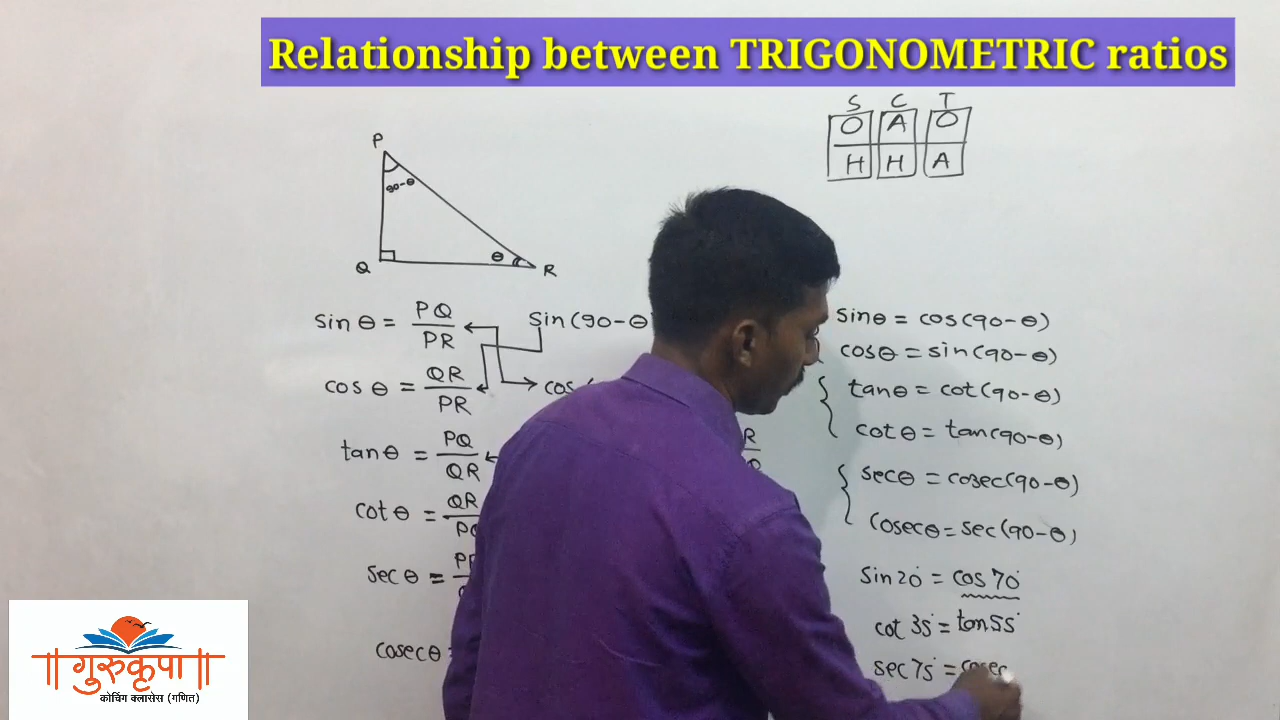 Relationship between TRIGONOMETRIC ratios
S C T
O A O
H H A
P
90-θ
Q
θ
R
sin θ = PQ/PR
sin(90-θ)
cos θ = QR/PR
cos(
tan θ = PQ/QR
cot θ = QR/
sec θ =
cosec θ =
sinθ = cos(90-θ)
cosθ = sin(90-θ)
tanθ = cot(90-θ)
cot θ = tan(90-θ)
secθ = cosec(90-θ)
cosecθ = sec(90-θ)
sin 20° = cos 70°
cot 35° = tan 55°
sec 75° = cosec
॥ गुरुकृपा ॥
कोचिंग क्लासेस (गणित)